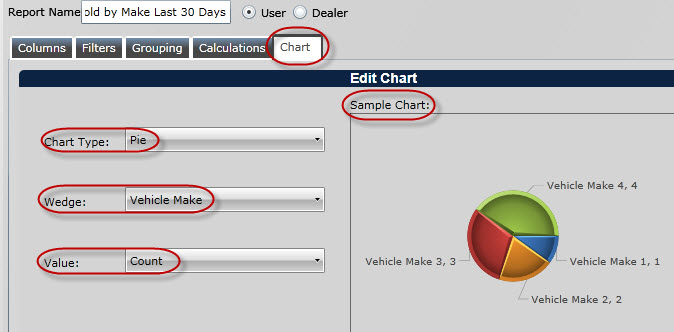 Report Name: old by Make Last 30 Days User Dealer
Columns Filters Grouping Calculations Chart
Edit Chart
Sample Chart:
Chart Type: Pie
Wedge: Vehicle Make
Value: Count
Vehicle Make 4, 4
Vehicle Make 3, 3
Vehicle Make 1, 1
Vehicle Make 2, 2